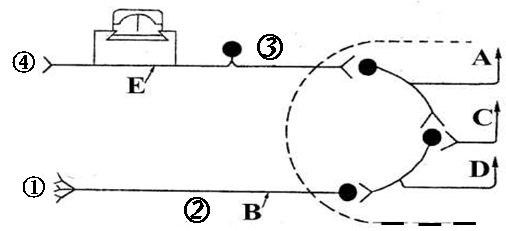 ④ E ③ A
C
① ② B D